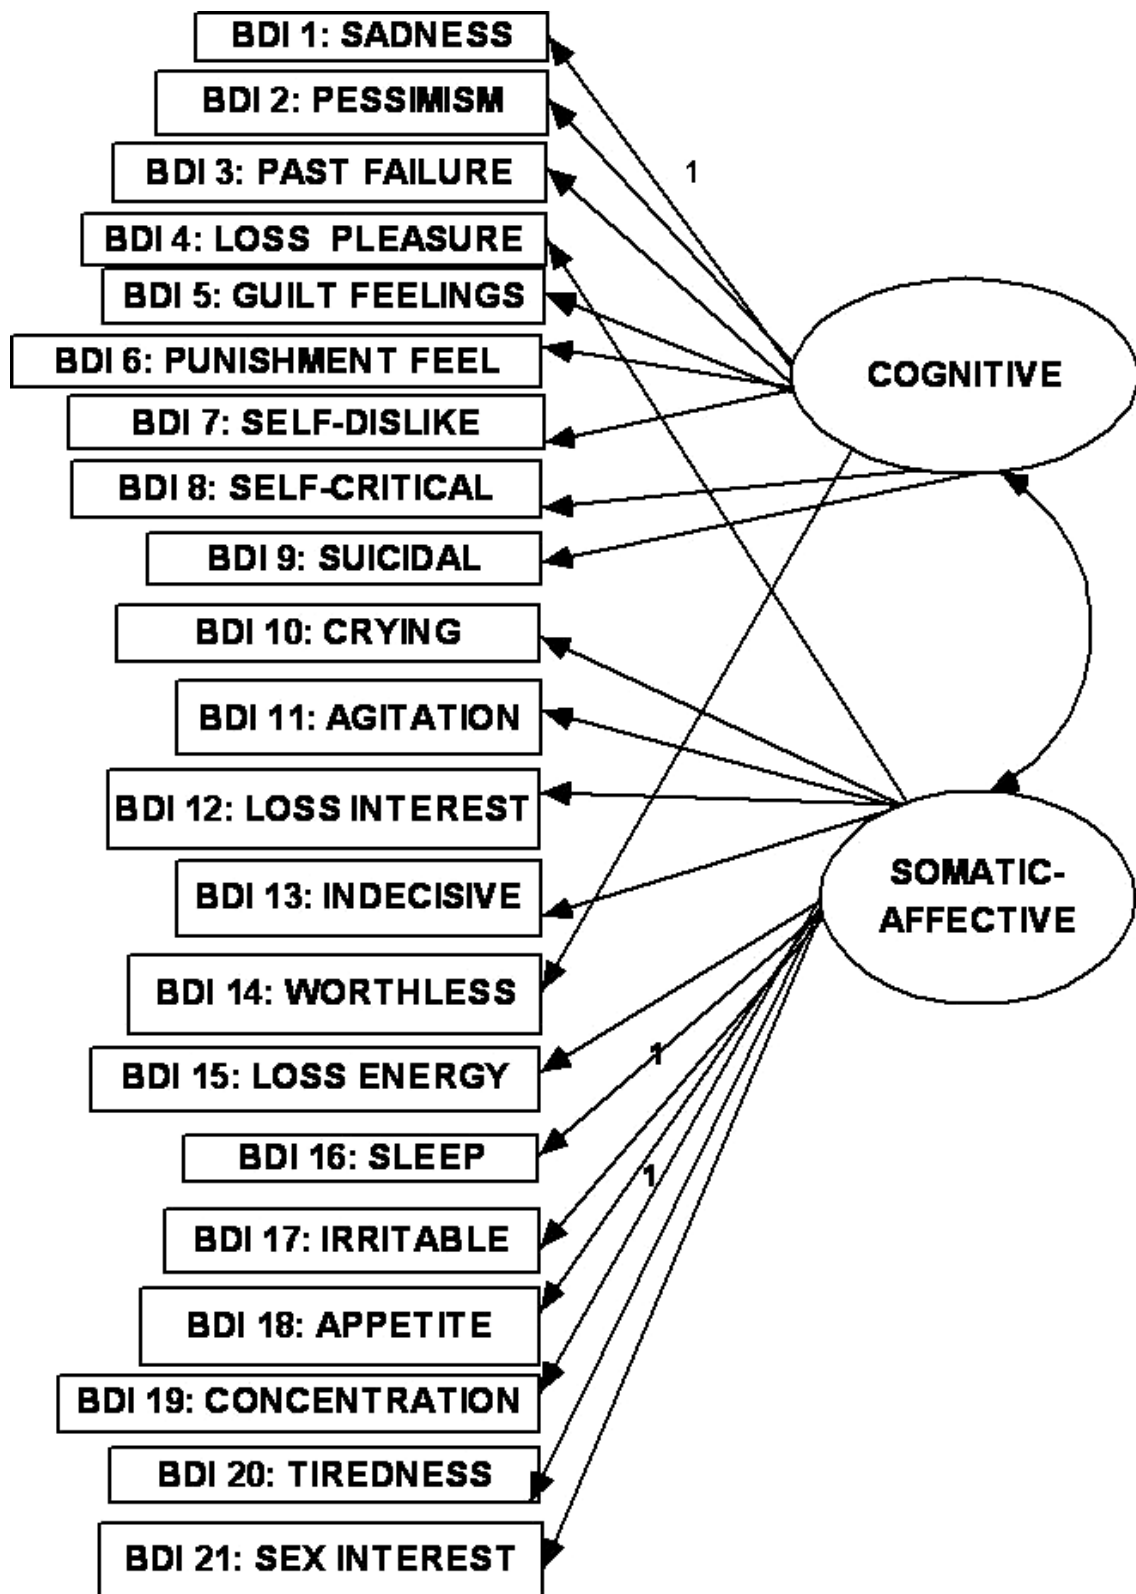 BDI 1: SADNESS
BDI 2: PESSIMISM
BDI 3: PAST FAILURE
1
BDI 4: LOSS PLEASURE
BDI 5: GUILT FEELINGS
BDI 6: PUNISHMENT FEEL
COGNITIVE
BDI 7: SELF-DISLIKE
BDI 8: SELF-CRITICAL
BDI 9: SUICIDAL
BDI 10: CRYING
BDI 11: AGITATION
BDI 12: LOSS INTEREST
BDI 13: INDECISIVE
SOMATIC-
AFFECTIVE
BDI 14: WORTHLESS
BDI 15: LOSS ENERGY
1
BDI 16: SLEEP
1
BDI 17: IRRITABLE
BDI 18: APPETITE
BDI 19: CONCENTRATION
BDI 20: TIREDNESS
BDI 21: SEX INTEREST